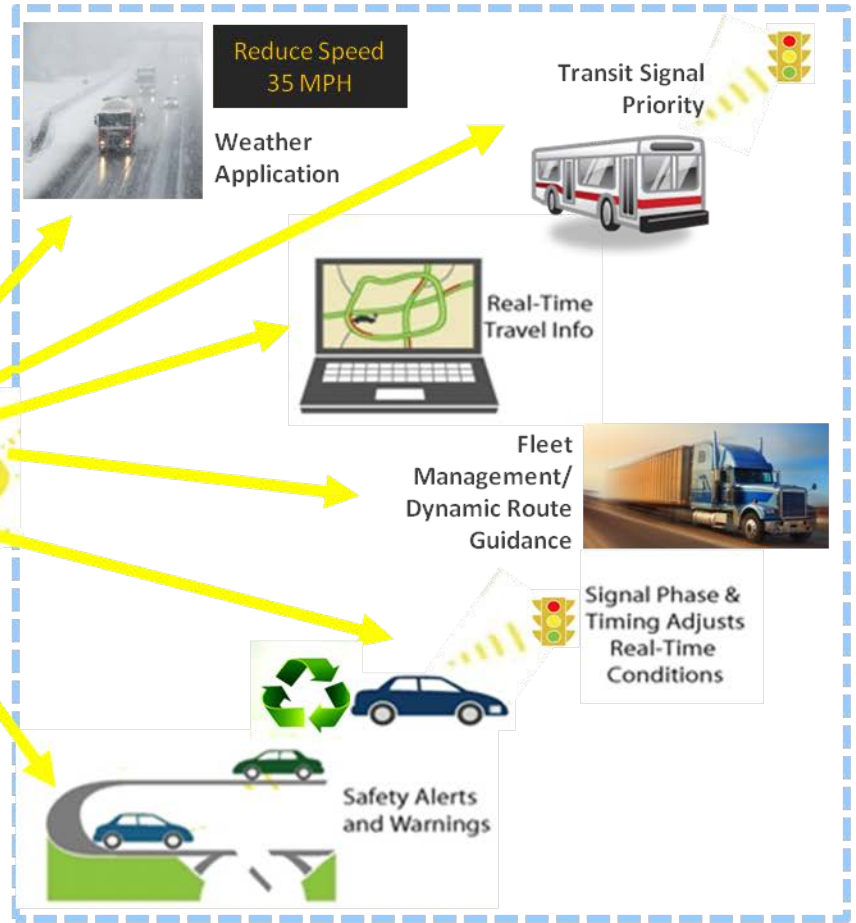 Reduce Speed
35 MPH
Weather
Application
Transit Signal
Priority
Real-Time
Travel Info
Fleet
Management/
Dynamic Route
Guidance
Signal Phase &
Timing Adjusts
Real-Time
Conditions
Safety Alerts
and Warnings